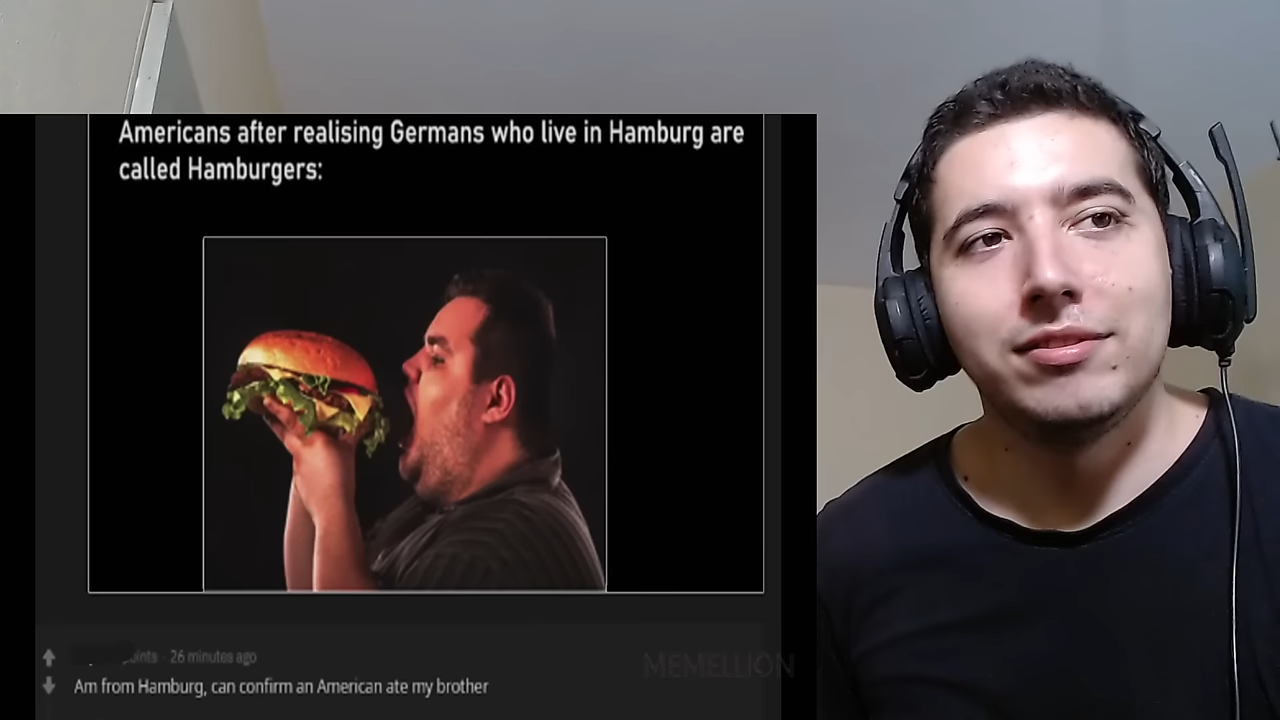 Americans after realising Germans who live in Hamburg are
called Hamburgers:
26 minutes ago
Am from Hamburg, can confirm an American ate my brother
MEMELLION